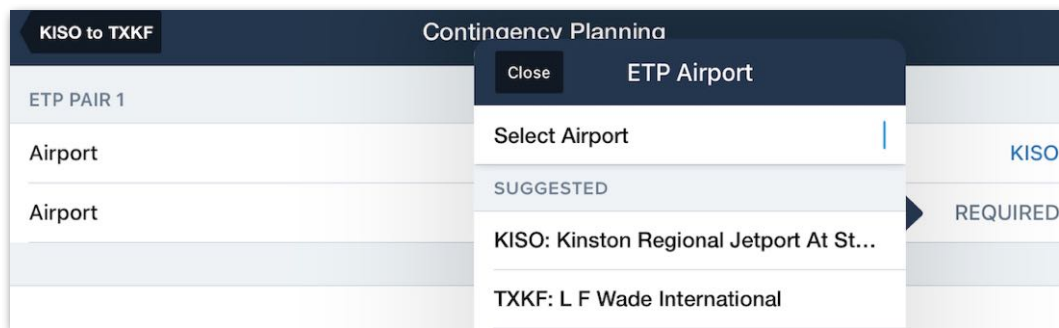 KISO to TXKF
Contingency Planning
Close
ETP Airport
ETP PAIR 1
Select Airport
Airport
KISO
SUGGESTED
Airport
REQUIRED
KISO: Kinston Regional Jetport At St...
TXKF: L F Wade International